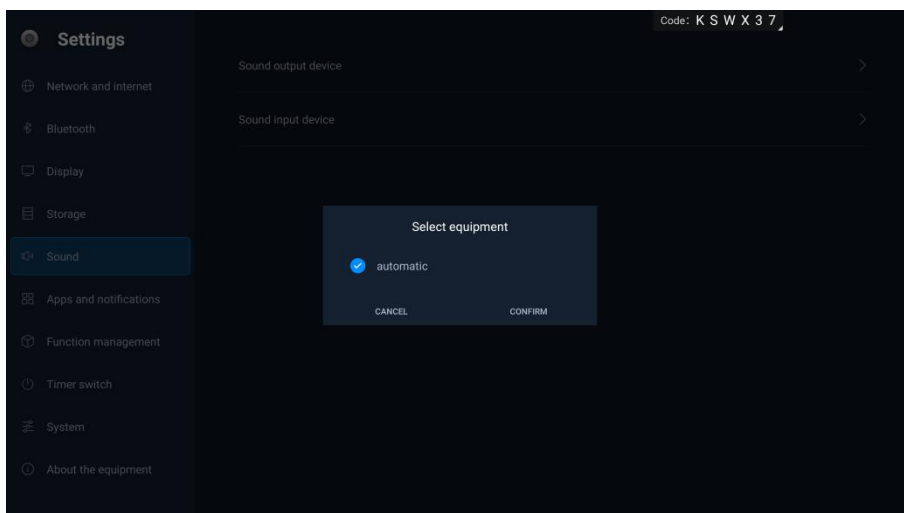 Code: K S W X 3 7
Settings
Network and internet
Bluetooth
Display
Storage
Sound
Apps and notifications
Function management
Timer switch
System
About the equipment
Sound output device
Sound input device
Select equipment
automatic
CANCEL CONFIRM